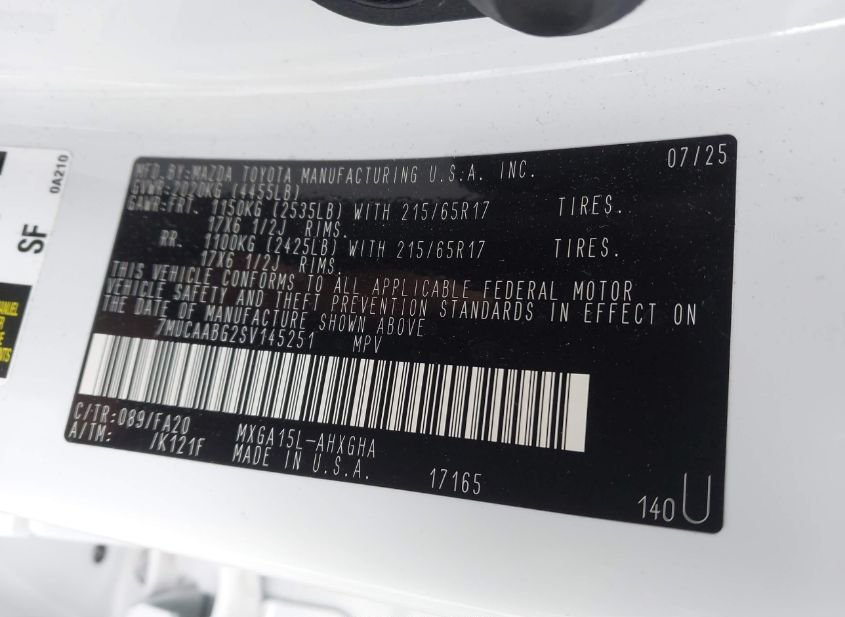 MFD.BY:MAZDA TOYOTA MANUFACTURING U.S.A. INC. 07/25
GVWR:2020KG (4455LB)
GAWR:FRT. 1150KG (2535LB) WITH 215/65R17 TIRES.
17X6 1/2J RIMS.
RR. 1100KG (2425LB) WITH 215/65R17 TIRES.
17X6 1/2J RIMS.
THIS VEHICLE CONFORMS TO ALL APPLICABLE FEDERAL MOTOR
VEHICLE SAFETY AND THEFT PREVENTION STANDARDS IN EFFECT ON
THE DATE OF MANUFACTURE SHOWN ABOVE
7MUCAABG2SV145251 MPV
C/TR:089/FA20 MXGA15L-AHXGHA
A/TM: /K121F MADE IN U.S.A. 17165
140 U
0A210
SF